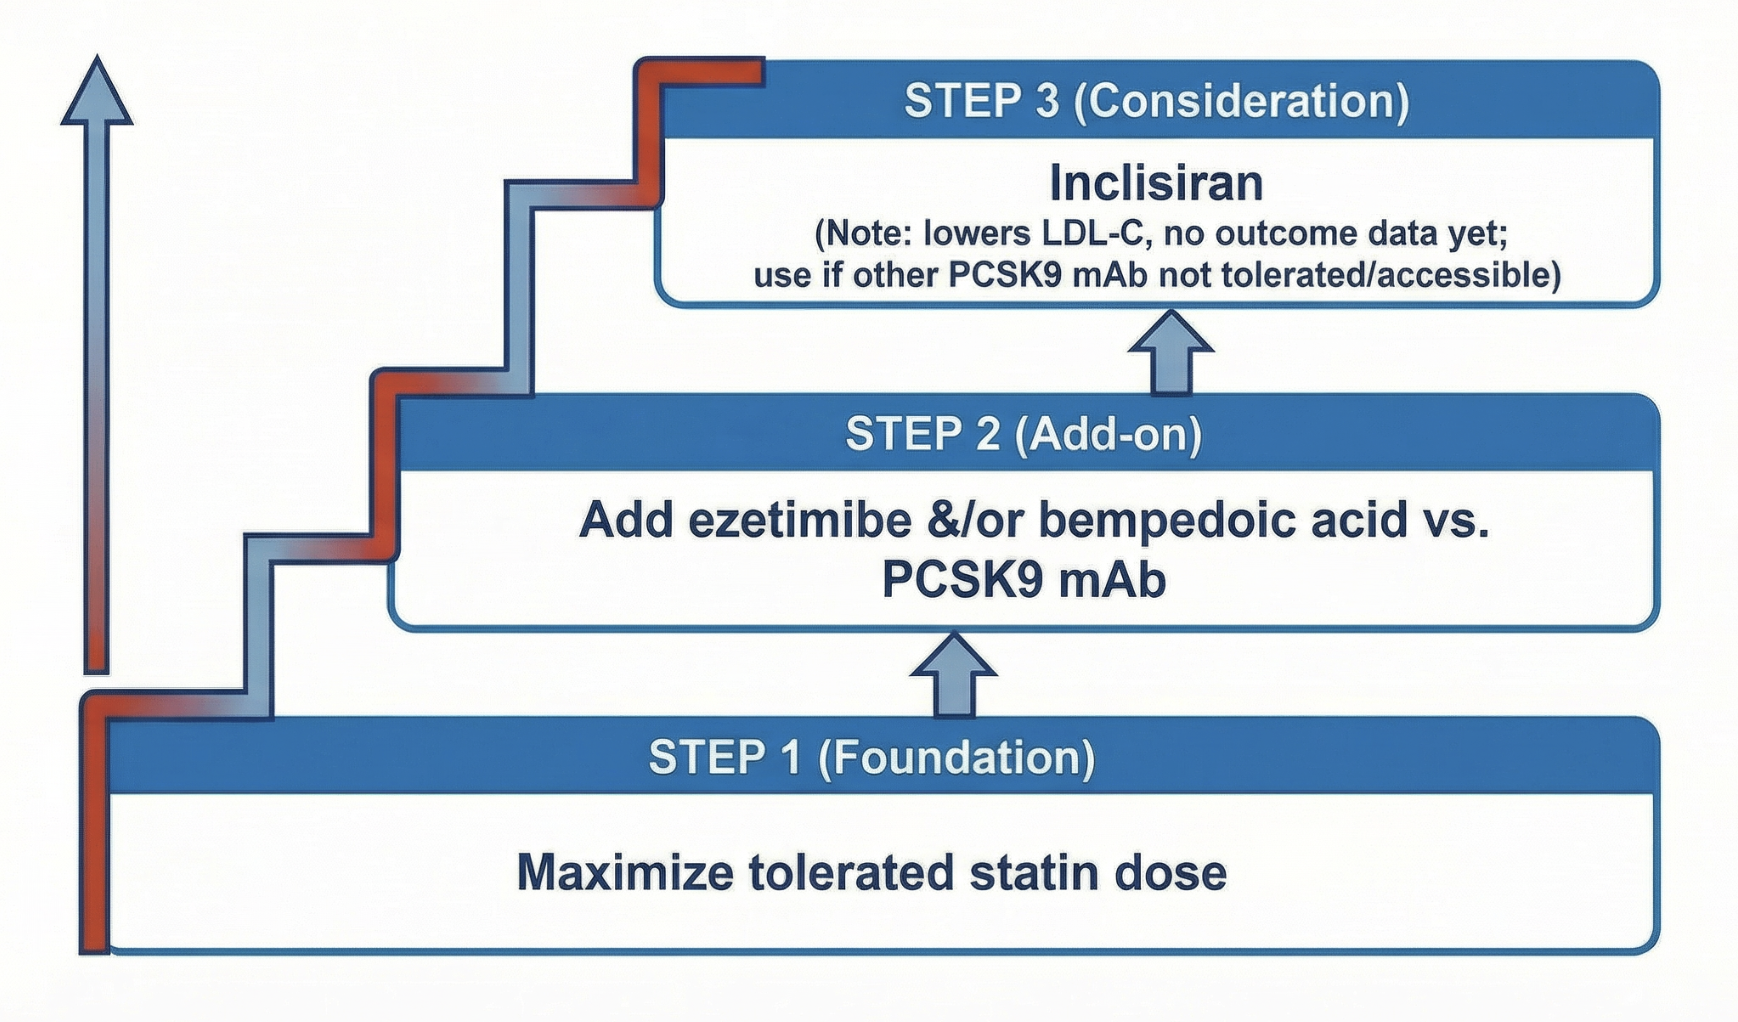 STEP 3 (Consideration)
Inclisiran
(Note: lowers LDL-C, no outcome data yet;
use if other PCSK9 mAb not tolerated/accessible)
STEP 2 (Add-on)
Add ezetimibe &/or bempedoic acid vs.
PCSK9 mAb
STEP 1 (Foundation)
Maximize tolerated statin dose